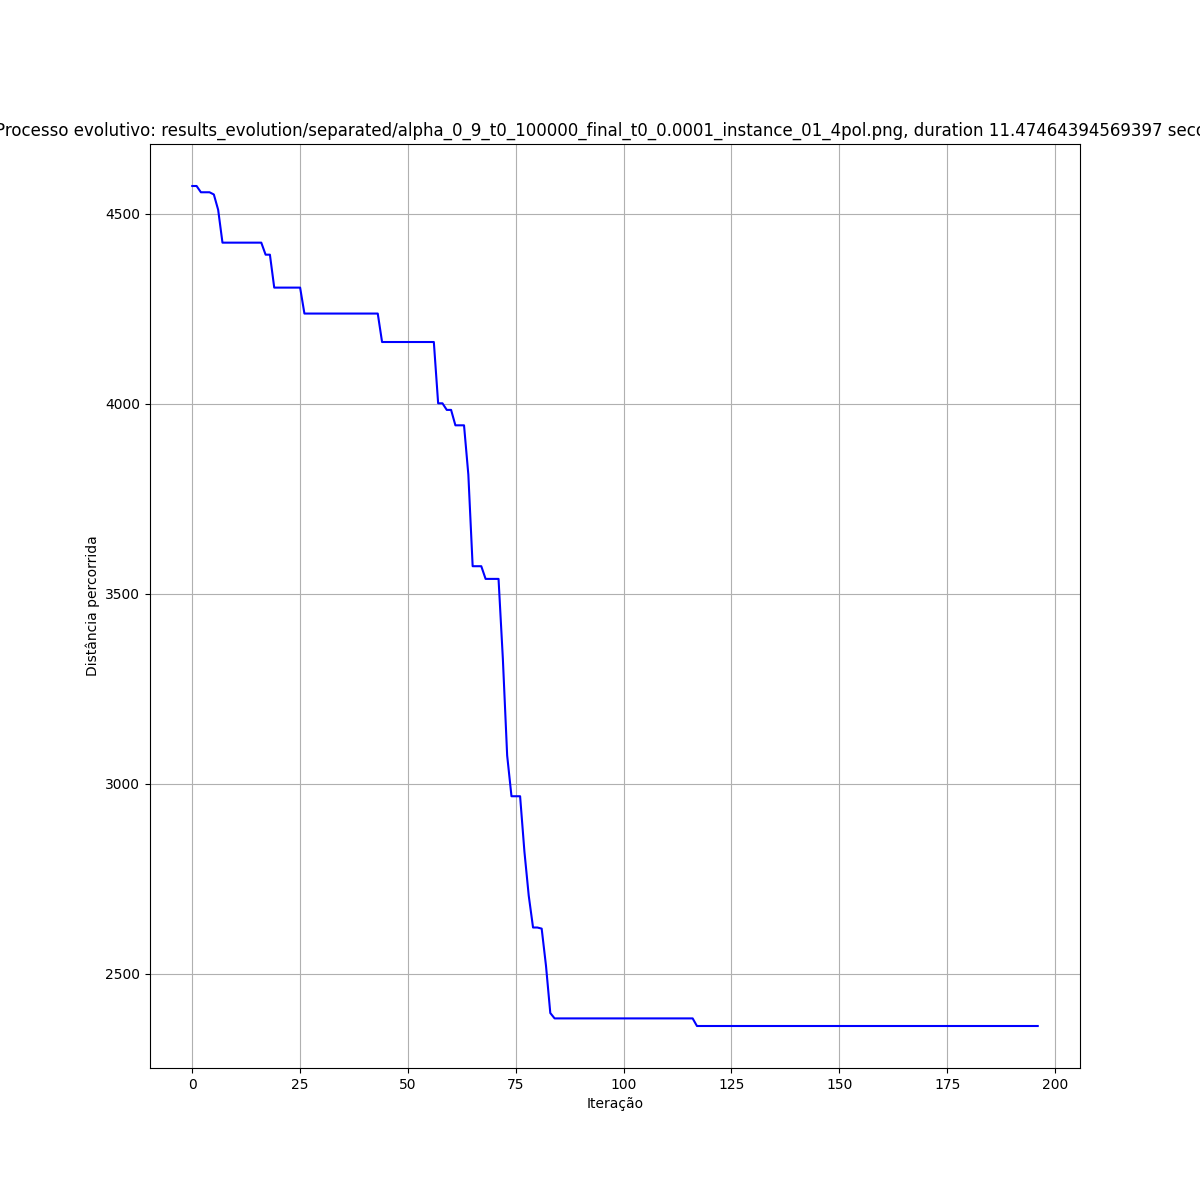 Processo evolutivo: results_evolution/separated/alpha_0_9_t0_100000_final_t0_0.0001_instance_01_4pol.png, duration 11.47464394569397
4500
4000
3500
3000
2500
Distância percorrida
0 25 50 75 100 125 150 175 200
Iteração